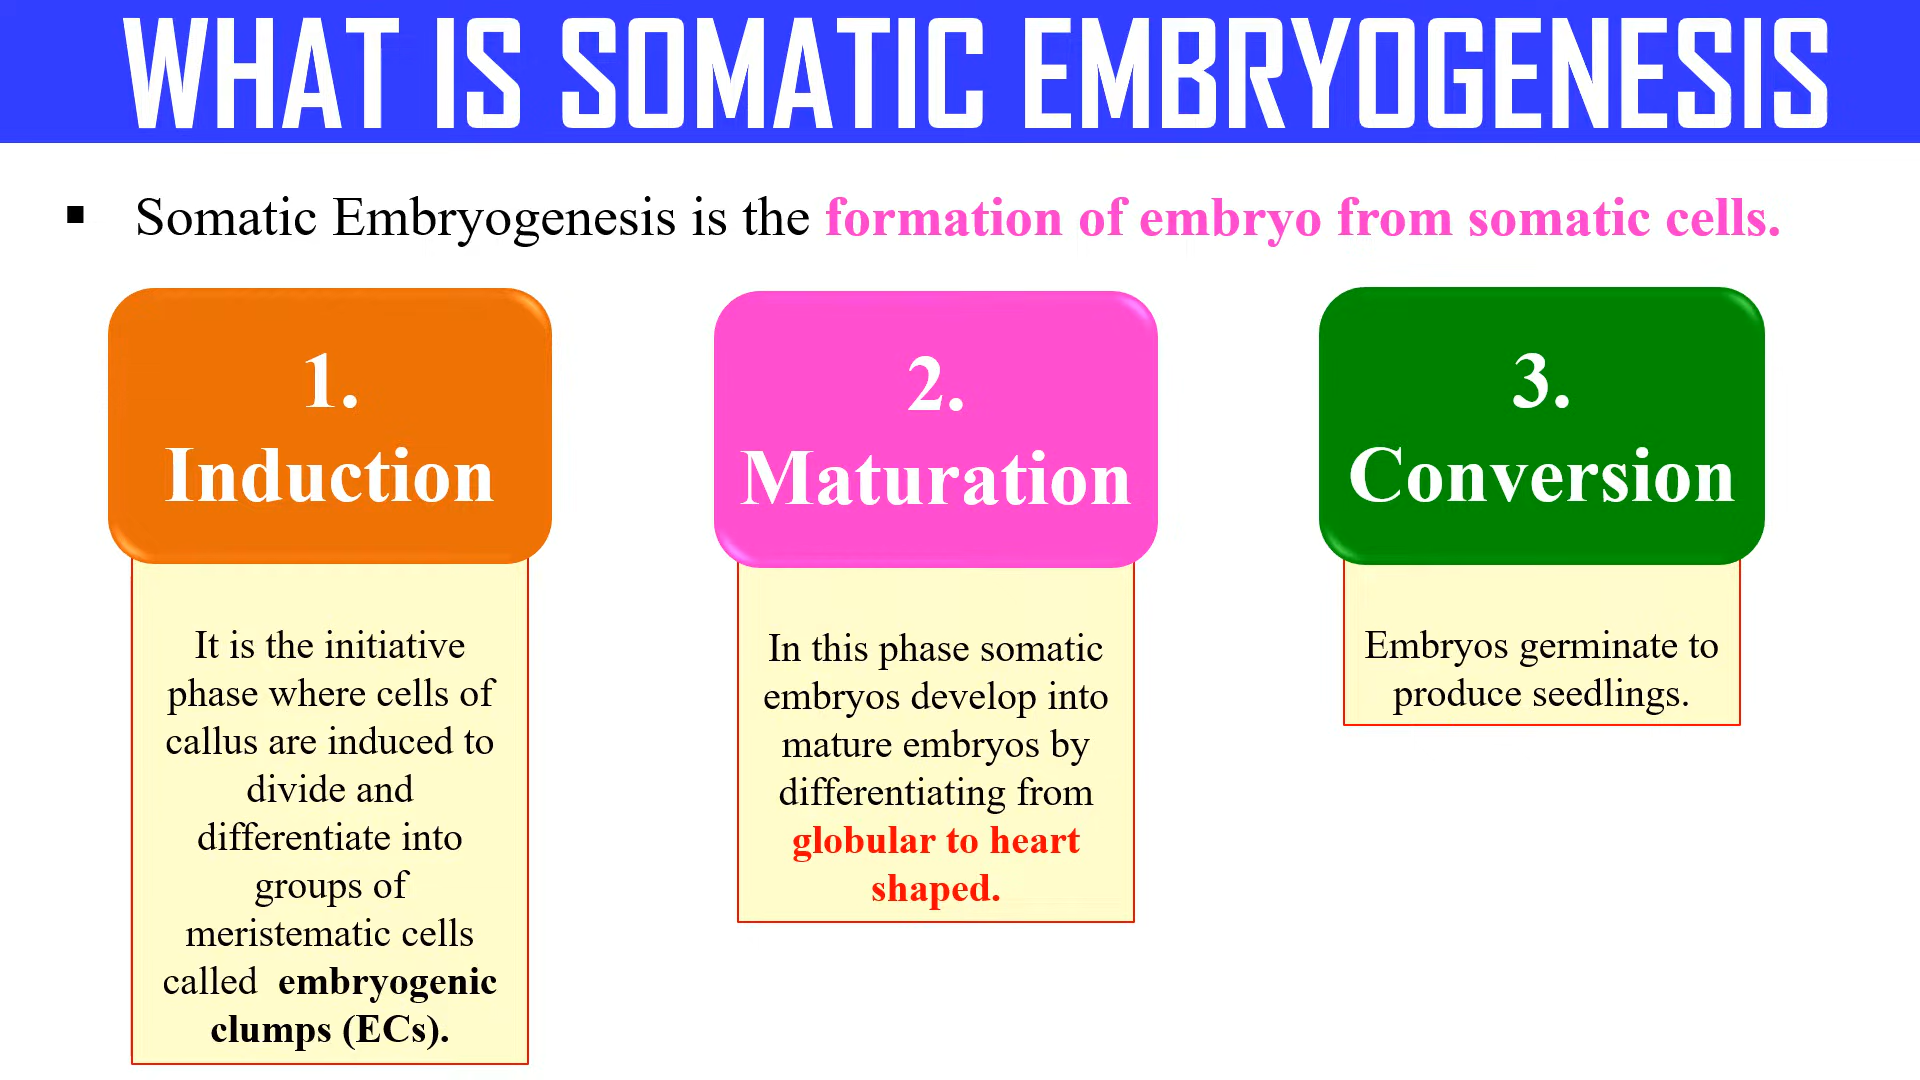 WHAT IS SOMATIC EMBRYOGENESIS
▪ Somatic Embryogenesis is the formation of embryo from somatic cells.
1.
Induction
It is the initiative
phase where cells of
callus are induced to
divide and
differentiate into
groups of
meristematic cells
called embryogenic
clumps (ECs).
2.
Maturation
In this phase somatic
embryos develop into
mature embryos by
differentiating from
globular to heart
shaped.
3.
Conversion
Embryos germinate to
produce seedlings.